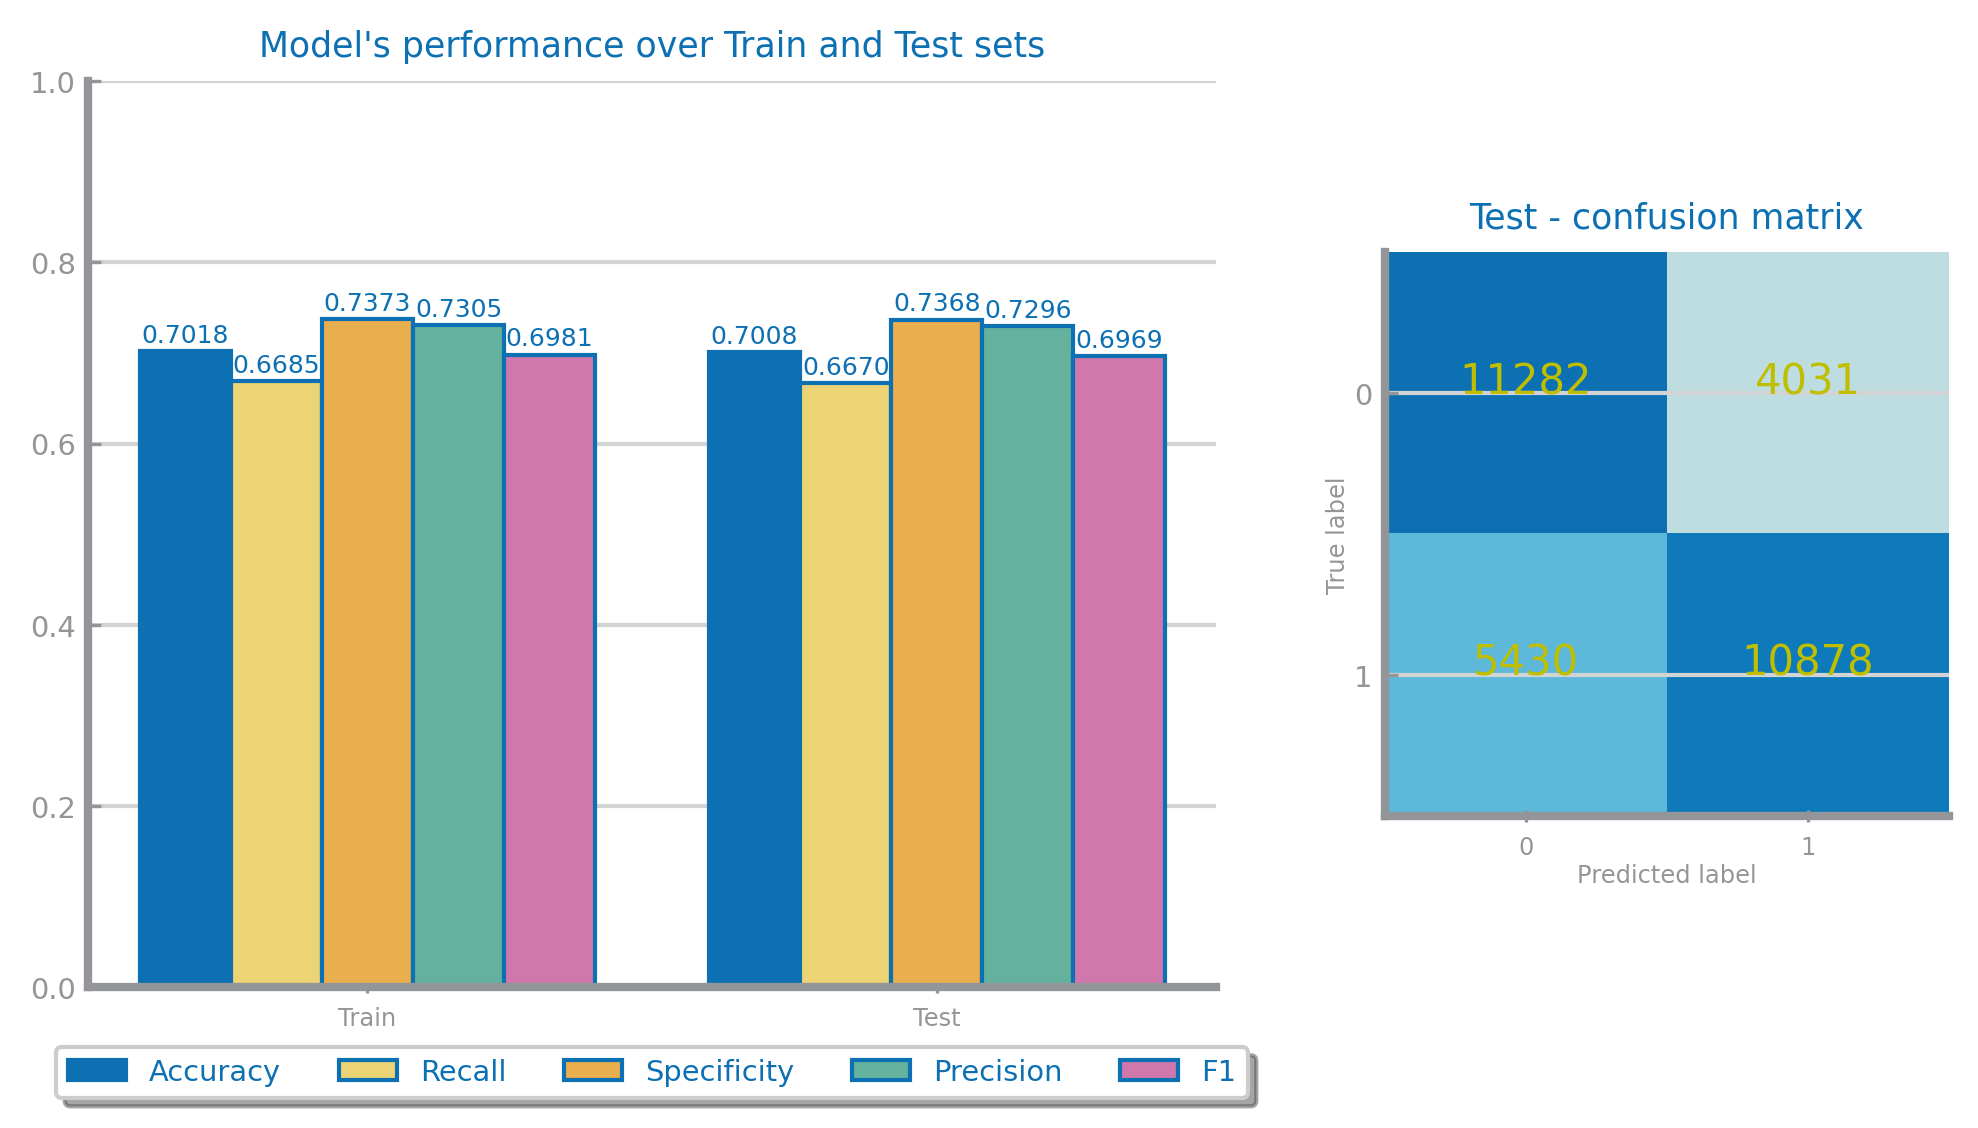 Model's performance over Train and Test sets
1.0
0.8
0.6
0.4
0.2
0.0
0.7018
0.6685
0.7373
0.7305
0.6981
0.7008
0.6670
0.7368
0.7296
0.6969
Train
Test
Accuracy
Recall
Specificity
Precision
F1
Test - confusion matrix
True label
0
1
11282
4031
5430
10878
0
1
Predicted label